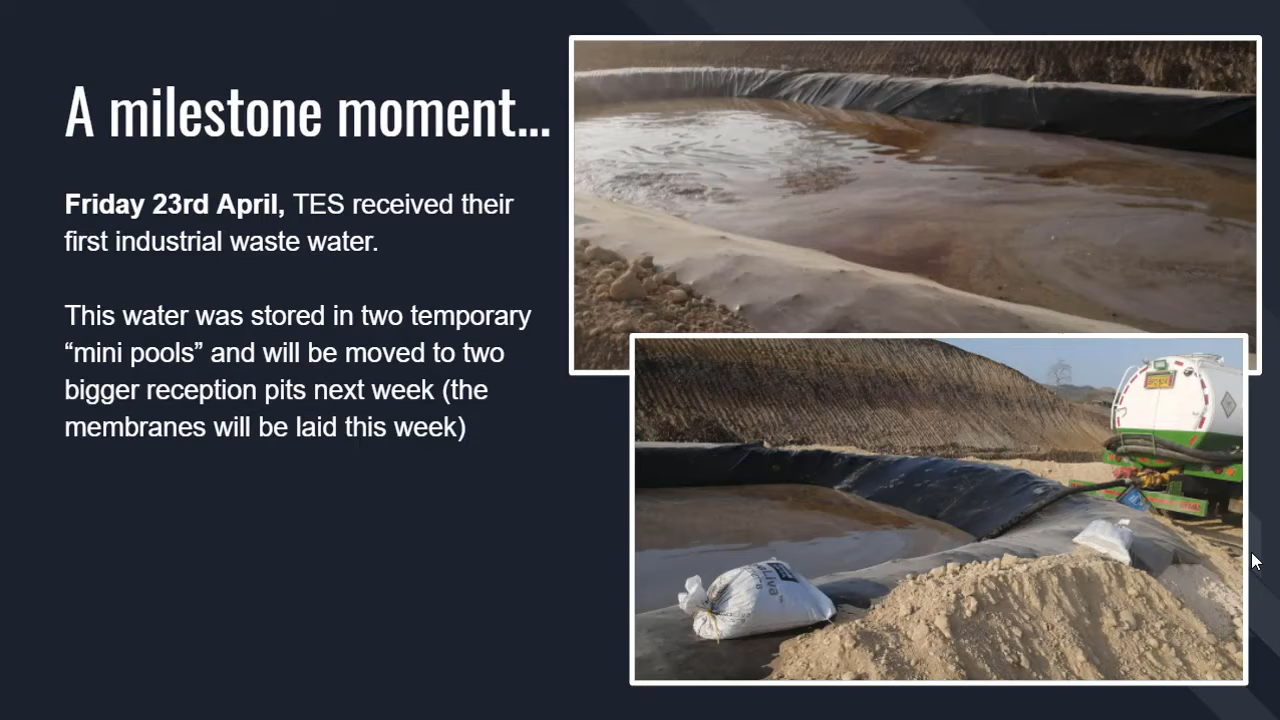 A milestone moment...
Friday 23rd April, TES received their
first industrial waste water.
This water was stored in two temporary
“mini pools” and will be moved to two
bigger reception pits next week (the
membranes will be laid this week)